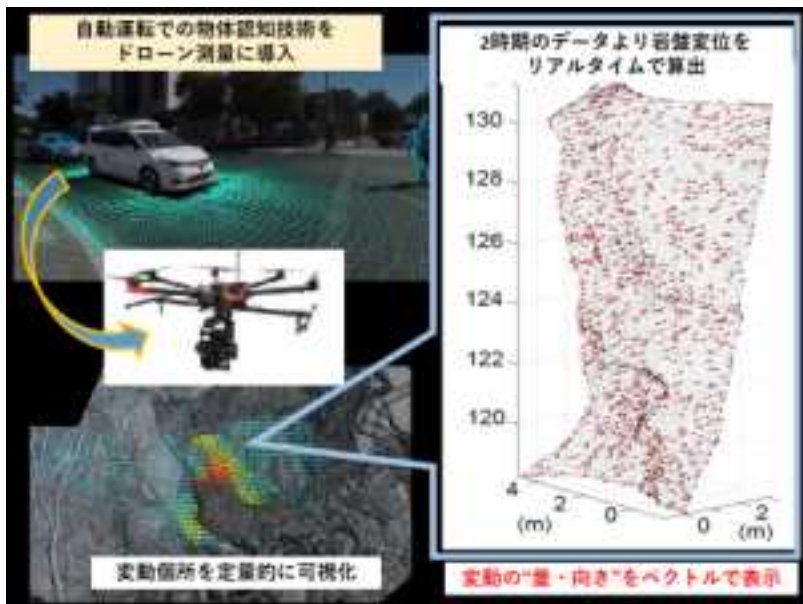 自動運転での物体認知技術を
ドローン測量に導入
2時期のデータより岩盤変位を
リアルタイムで算出
130
128
126
124
122
120
4
2
0
(m)
0
2
(m)
変動個所を定量的に可視化
変動の“量・向き”をベクトルで表示